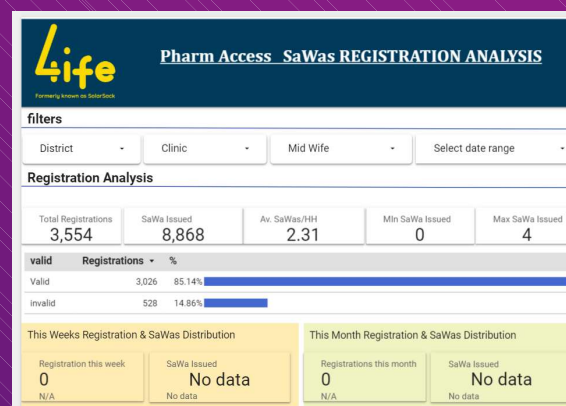 4life
Formerly known as SolarSack
Pharm Access SaWas REGISTRATION ANALYSIS
filters
District
Clinic
Mid Wife
Select date range
Registration Analysis
Total Registrations
3,554
SaWa Issued
8,868
Av. SaWas/HH
2.31
MIn SaWa Issued
0
Max SaWa Issued
4
valid Registrations %
Valid 3,026 85.14%
invalid 528 14.86%
This Weeks Registration & SaWas Distribution
Registration this week
0
N/A
SaWa Issued
No data
No data
This Month Registration & SaWas Distribution
Registrations this month
0
N/A
SaWa Issued
No data
No data